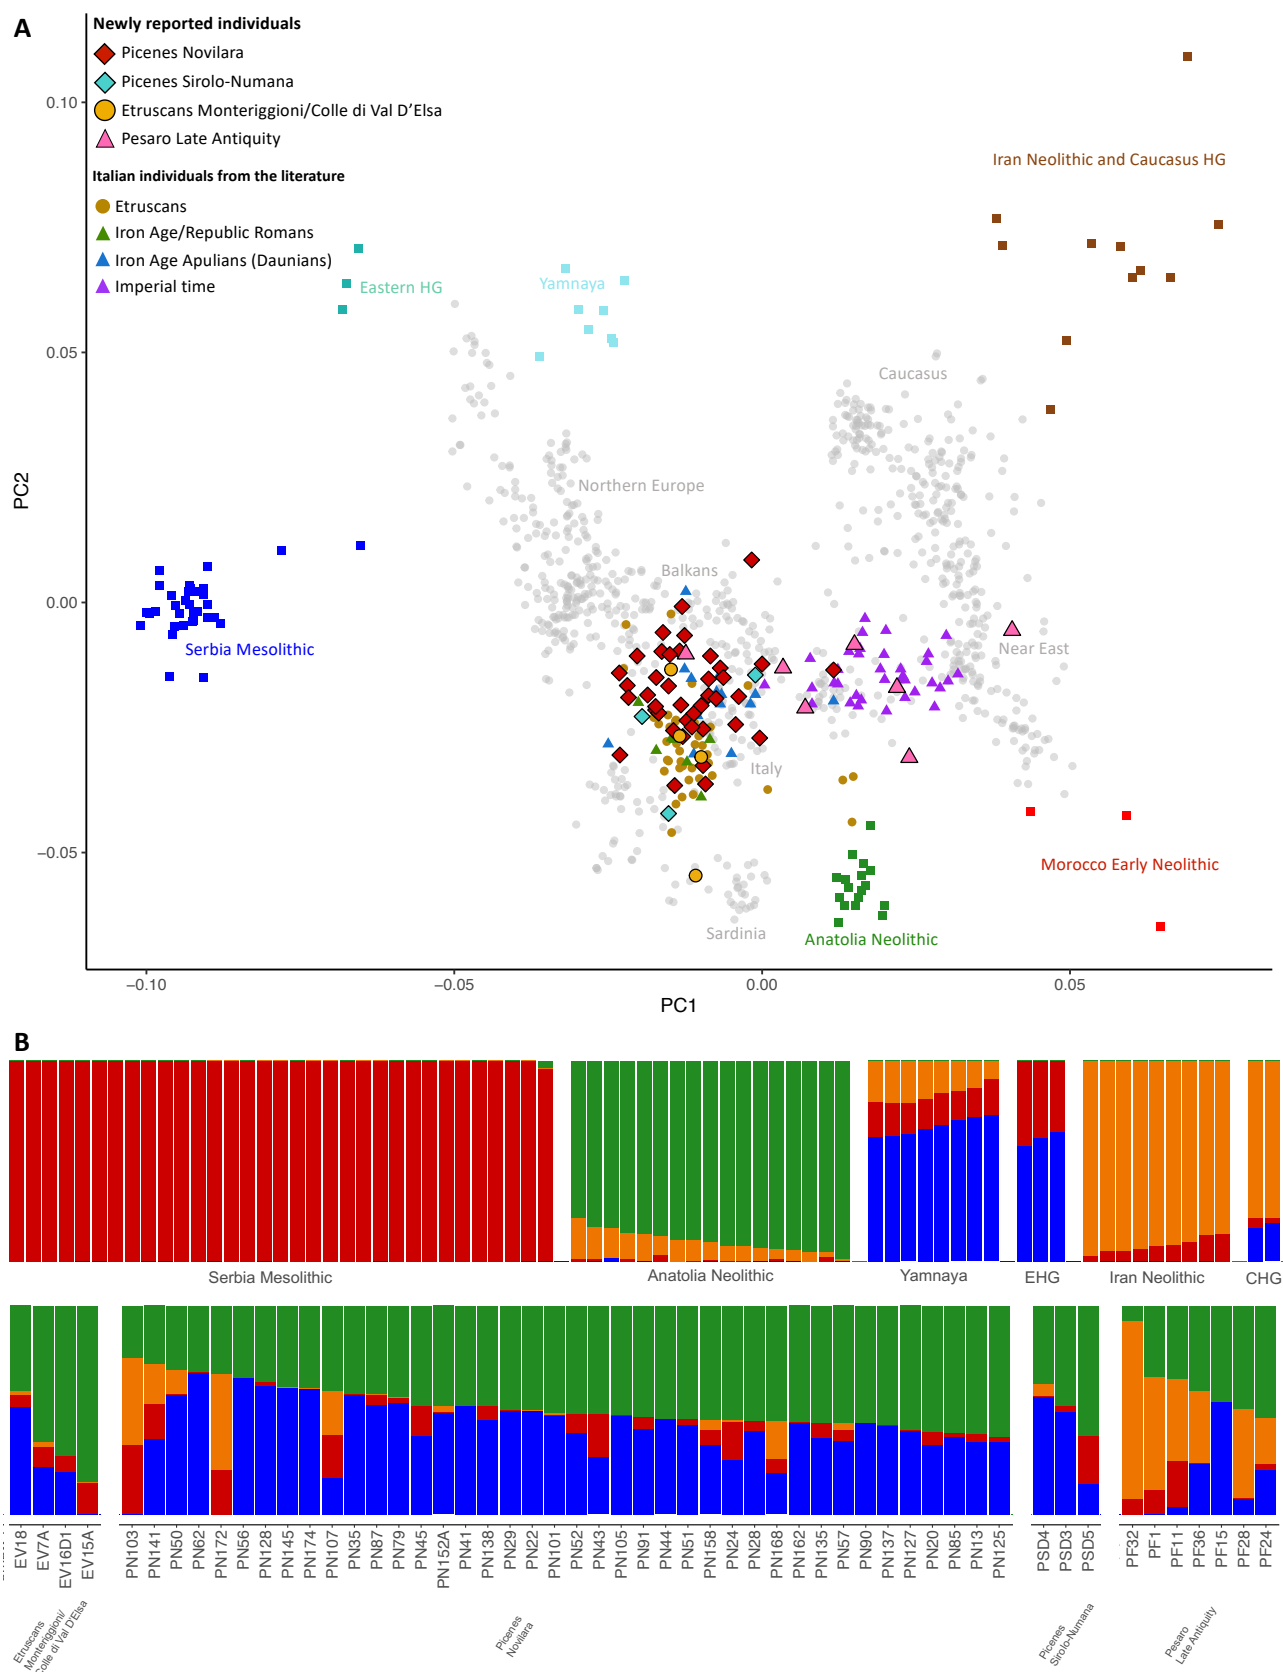 A
Newly reported individuals
Picenes Novilara
Picenes Sirolo-Numana
Etruscans Monteriggioni/Colle di Val D’Elsa
Pesaro Late Antiquity
Italian individuals from the literature
Etruscans
Iron Age/Republic Romans
Iron Age Apulians (Daunians)
Imperial time
Iran Neolithic and Caucasus HG
Eastern HG
Yamnaya
Caucasus
Northern Europe
Balkans
Serbia Mesolithic
Near East
Italy
Morocco Early Neolithic
Sardinia
Anatolia Neolithic
PC2
0.10
0.05
0.00
−0.05
−0.10
−0.05
0.00
0.05
PC1
B
Serbia Mesolithic
Anatolia Neolithic
Yamnaya
EHG
Iran Neolithic
CHG
EV18
EV7A
EV16D1
EV15A
PN103
PN141
PN50
PN62
PN172
PN56
PN128
PN145
PN174
PN107
PN35
PN87
PN79
PN45
PN152A
PN41
PN138
PN29
PN22
PN101
PN52
PN43
PN105
PN91
PN44
PN51
PN158
PN24
PN28
PN168
PN162
PN135
PN57
PN90
PN137
PN127
PN20
PN85
PN13
PN125
PSD4
PSD3
PSD5
PF32
PF1
PF11
PF36
PF15
PF28
PF24
Etruscans
Monteriggioni/
Colle di Val D'Elsa
Picenes
Novilara
Picenes
Sirolo-Numana
Pesaro
Late Antiquity